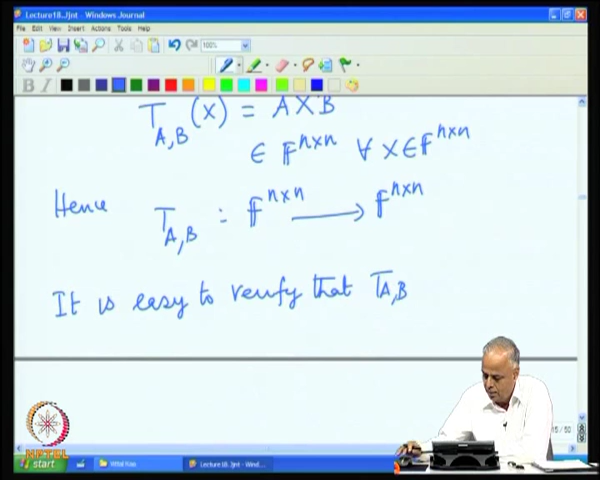 Lecture18.Jnt - Windows Journal
File Edit View Insert Actions Tools Help
100%
B I
T_{A,B} (X) = A X B
∈ F^{n×n} ∀ X ∈ F^{n×n}
Hence T_{A,B} : F^{n×n} ⟶ F^{n×n}
It is easy to verify that T_{A,B}
NPTEL
start
Lecture18.Jnt - Wind...